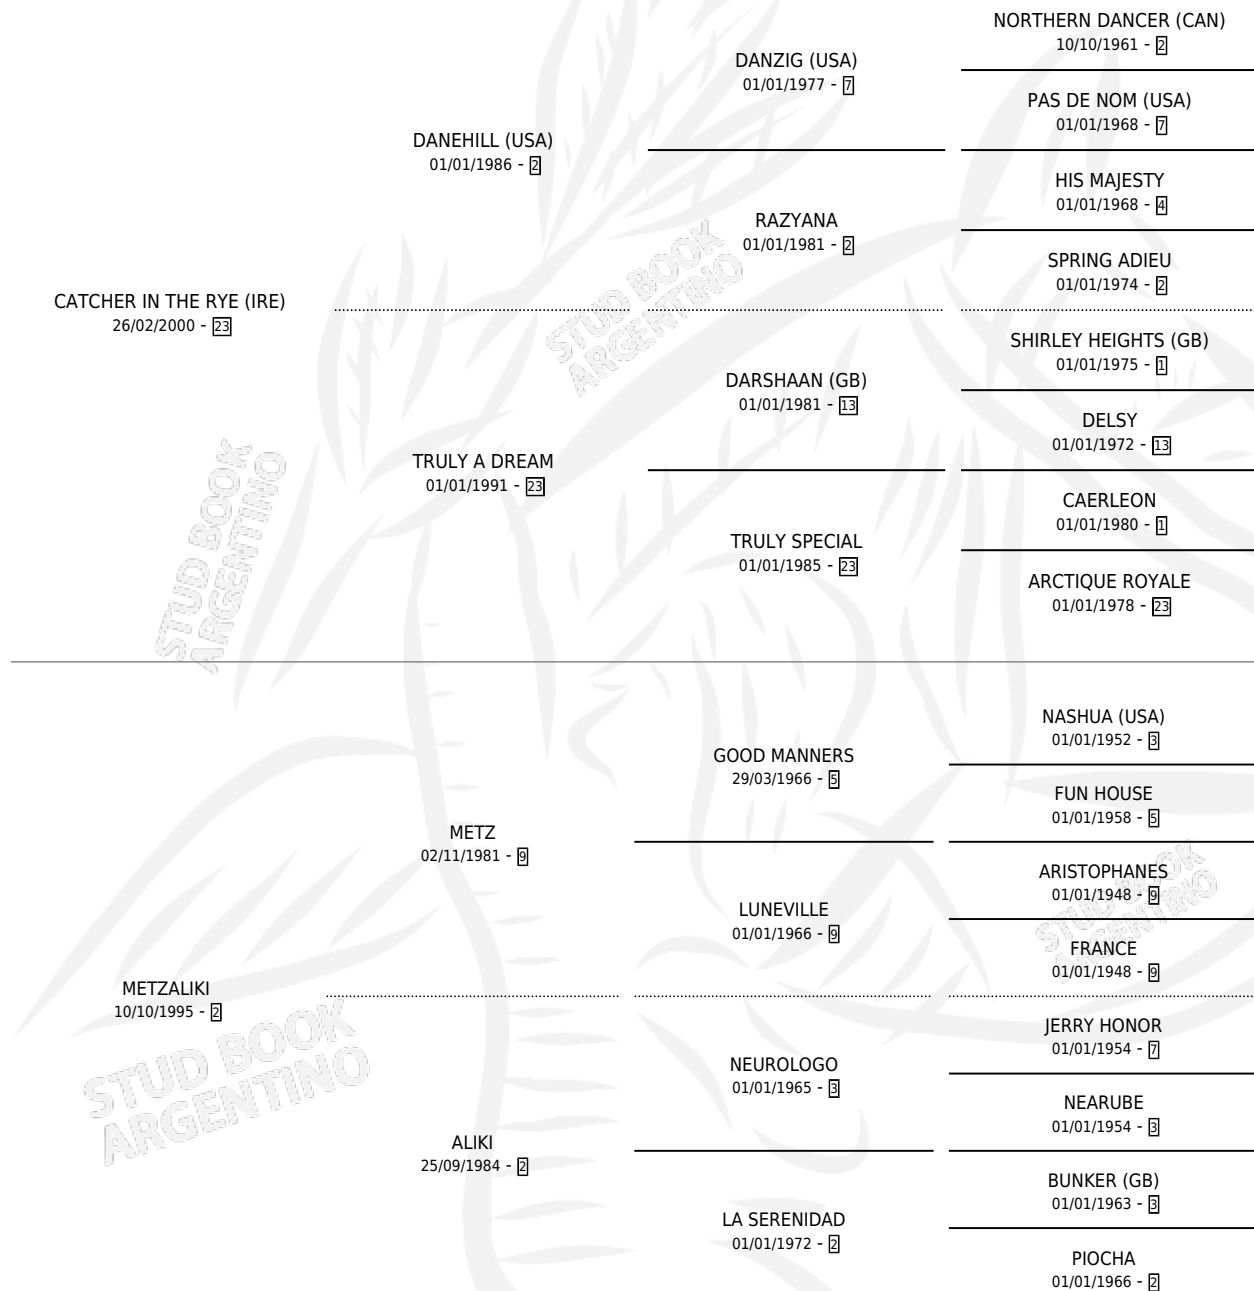 NORTHERN DANCER (CAN)
10/10/1961 - 2
DANZIG (USA)
01/01/1977 - 7
PAS DE NOM (USA)
01/01/1968 - 7
DANEHILL (USA)
01/01/1986 - 2
HIS MAJESTY
01/01/1968 - 4
RAZYANA
01/01/1981 - 2
SPRING ADIEU
01/01/1974 - 2
CATCHER IN THE RYE (IRE)
26/02/2000 - 23
SHIRLEY HEIGHTS (GB)
01/01/1975 - 1
DARSHAAN (GB)
01/01/1981 - 13
DELSY
01/01/1972 - 13
TRULY A DREAM
01/01/1991 - 23
CAERLEON
01/01/1980 - 1
TRULY SPECIAL
01/01/1985 - 23
ARCTIQUE ROYALE
01/01/1978 - 23
NASHUA (USA)
01/01/1952 - 3
GOOD MANNERS
29/03/1966 - 5
FUN HOUSE
01/01/1958 - 5
METZ
02/11/1981 - 9
ARISTOPHANES
01/01/1948 - 9
LUNEVILLE
01/01/1966 - 9
FRANCE
01/01/1948 - 9
METZALIKI
10/10/1995 - 2
JERRY HONOR
01/01/1954 - 7
NEUROLOGO
01/01/1965 - 3
NEARUBE
01/01/1954 - 3
ALIKI
25/09/1984 - 2
BUNKER (GB)
01/01/1963 - 3
LA SERENIDAD
01/01/1972 - 2
PIOCHA
01/01/1966 - 2
STUD BOOK
ARGENTINO
STUD BOOK
ARGENTINO
STUD BOOK
ARGENTINO
STUD BOOK
ARGENTINO